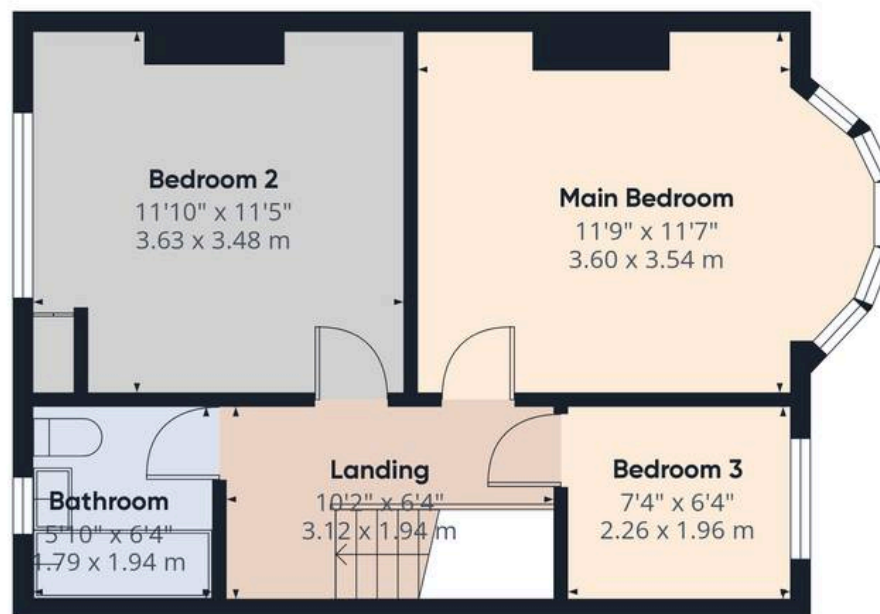 Bedroom 2
11'10" x 11'5"
3.63 x 3.48 m
Main Bedroom
11'9" x 11'7"
3.60 x 3.54 m
Bathroom
5'10" x 6'4"
1.79 x 1.94 m
Landing
10'2" x 6'4"
3.12 x 1.94 m
Bedroom 3
7'4" x 6'4"
2.26 x 1.96 m